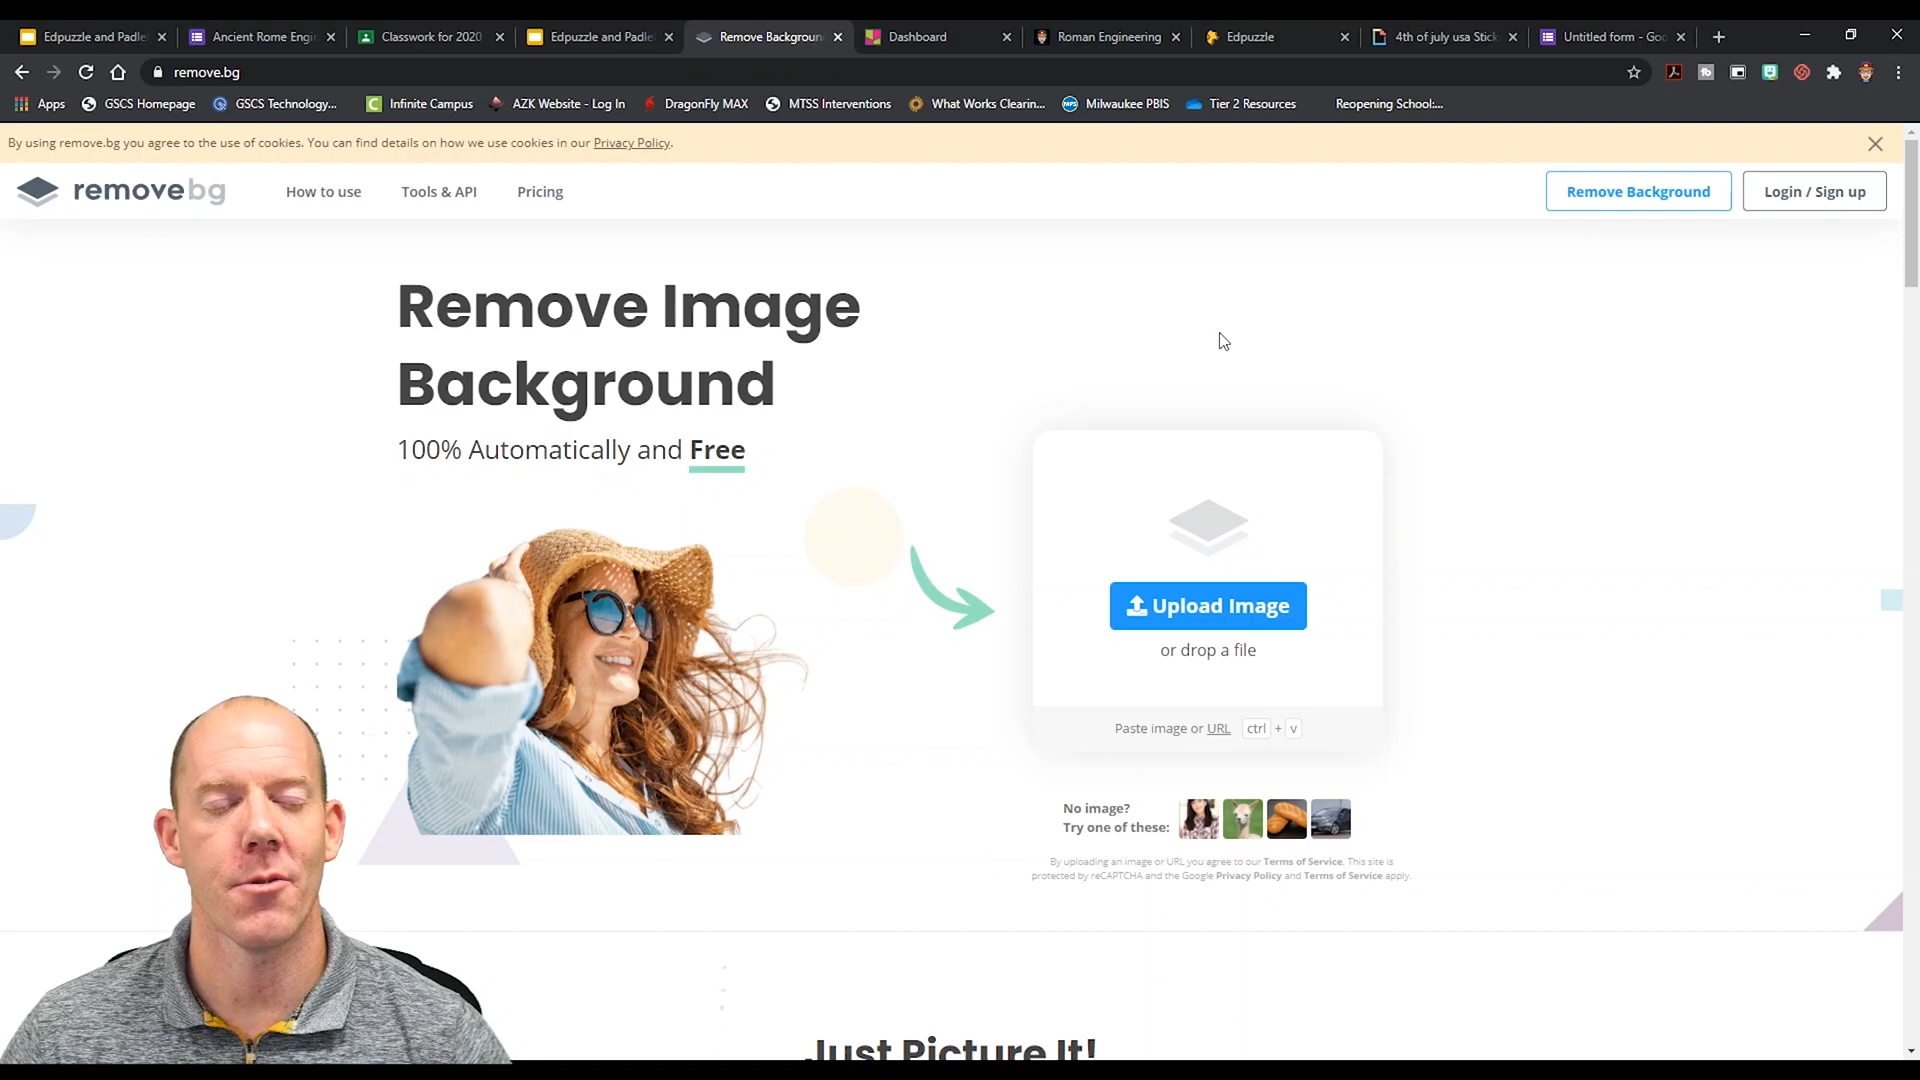 Edpuzzle and Padle
Ancient Rome Engi
Classwork for 2020
Edpuzzle and Padle
Remove Backgroun
Dashboard
Roman Engineering
Edpuzzle
4th of july usa Stick
Untitled form - Goo
remove.bg
Apps
GSCS Homepage
GSCS Technology...
Infinite Campus
AZK Website - Log In
DragonFly MAX
MTSS Interventions
What Works Clearin...
Milwaukee PBIS
Tier 2 Resources
Reopening School:...
By using remove.bg you agree to the use of cookies. You can find details on how we use cookies in our Privacy Policy.
removebg
How to use
Tools & API
Pricing
Remove Background
Login / Sign up
Remove Image
Background
100% Automatically and Free
Upload Image
or drop a file
Paste image or URL ctrl + v
No image?
Try one of these:
By uploading an image or URL you agree to our Terms of Service. This site is
protected by reCAPTCHA and the Google Privacy Policy and Terms of Service apply.
Just Picture It!